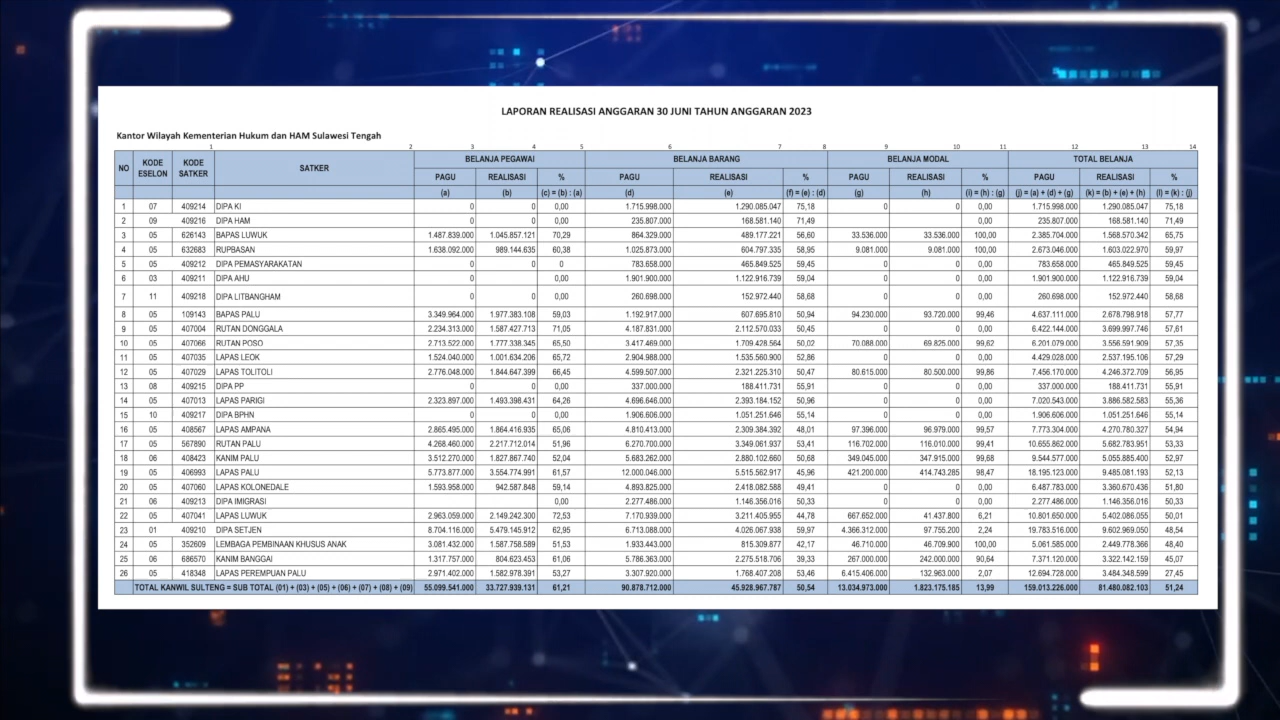 LAPORAN REALISASI ANGGARAN 30 JUNI TAHUN ANGGARAN 2023
Kantor Wilayah Kementerian Hukum dan HAM Sulawesi Tengah
1 2 3 4 5 6 7 8 9 10 11 12 13 14
NO KODE ESELON KODE SATKER SATKER BELANJA PEGAWAI BELANJA BARANG BELANJA MODAL TOTAL BELANJA
PAGU REALISASI % PAGU REALISASI % PAGU REALISASI % PAGU REALISASI %
(a) (b) (c) = (b) : (a) (d) (e) (f) = (e) : (d) (g) (h) (i) = (h) : (g) (j) = (a) + (d) + (g) (k) = (b) + (e) + (h) (l) = (k) : (j)
1 07 409214 DIPA KI 0 0 0,00 1.715.998.000 1.290.085.047 75,18 0 0 0,00 1.715.998.000 1.290.085.047 75,18
2 09 409216 DIPA HAM 0 0 0,00 235.807.000 168.581.140 71,49 0 0 0,00 235.807.000 168.581.140 71,49
3 05 626143 BAPAS LUWUK 1.487.839.000 1.045.857.121 70,29 864.329.000 489.177.221 56,60 33.536.000 33.536.000 100,00 2.385.704.000 1.568.570.342 65,75
4 05 632683 RUPBASAN 1.638.092.000 989.144.635 60,38 1.025.873.000 604.797.335 58,95 9.081.000 9.081.000 100,00 2.673.046.000 1.603.022.970 59,97
5 05 409212 DIPA PEMASYARAKATAN 0 0 0 783.658.000 465.849.525 59,45 0 0 0,00 783.658.000 465.849.525 59,45
6 03 409211 DIPA AHU 0 0 0,00 1.901.900.000 1.122.916.739 59,04 0 0 0,00 1.901.900.000 1.122.916.739 59,04
7 11 409218 DIPA LITBANGHAM 0 0 0,00 260.698.000 152.972.440 58,68 0 0 0,00 260.698.000 152.972.440 58,68
8 05 109143 BAPAS PALU 3.349.964.000 1.977.383.108 59,03 1.192.917.000 607.695.810 50,94 94.230.000 93.720.000 99,46 4.637.111.000 2.678.798.918 57,77
9 05 407004 RUTAN DONGGALA 2.234.313.000 1.587.427.713 71,05 4.187.831.000 2.112.570.033 50,45 0 0 0,00 6.422.144.000 3.699.997.746 57,61
10 05 407066 RUTAN POSO 2.713.522.000 1.777.338.345 65,50 3.417.469.000 1.709.428.564 50,02 70.088.000 69.825.000 99,62 6.201.079.000 3.556.591.909 57,35
11 05 407035 LAPAS LEOK 1.524.040.000 1.001.634.206 65,72 2.904.988.000 1.535.560.900 52,86 0 0 0,00 4.429.028.000 2.537.195.106 57,29
12 05 407029 LAPAS TOLITOLI 2.776.048.000 1.844.647.399 66,45 4.599.507.000 2.321.225.310 50,47 80.615.000 80.500.000 99,86 7.456.170.000 4.246.372.709 56,95
13 08 409215 DIPA PP 0 0 0,00 337.000.000 188.411.731 55,91 0 0 0,00 337.000.000 188.411.731 55,91
14 05 407013 LAPAS PARIGI 2.323.897.000 1.493.398.431 64,26 4.696.646.000 2.393.184.152 50,96 0 0 0,00 7.020.543.000 3.886.582.583 55,36
15 10 409217 DIPA BPHN 0 0 0,00 1.906.606.000 1.051.251.646 55,14 0 0 0,00 1.906.606.000 1.051.251.646 55,14
16 05 408567 LAPAS AMPANA 2.865.495.000 1.864.416.935 65,06 4.810.413.000 2.309.384.392 48,01 97.396.000 96.979.000 99,57 7.773.304.000 4.270.780.327 54,94
17 05 567890 RUTAN PALU 4.268.460.000 2.217.712.014 51,96 6.270.700.000 3.349.061.937 53,41 116.702.000 116.010.000 99,41 10.655.862.000 5.682.783.951 53,33
18 06 408423 KANIM PALU 3.512.270.000 1.827.867.740 52,04 5.683.262.000 2.880.102.660 50,68 349.045.000 347.915.000 99,68 9.544.577.000 5.055.885.400 52,97
19 05 406993 LAPAS PALU 5.773.877.000 3.554.774.991 61,57 12.000.046.000 5.515.562.917 45,96 421.200.000 414.743.285 98,47 18.195.123.000 9.485.081.193 52,13
20 05 407060 LAPAS KOLONEDALE 1.593.958.000 942.587.848 59,14 4.893.825.000 2.418.082.588 49,41 0 0 0,00 6.487.783.000 3.360.670.436 51,80
21 06 409213 DIPA IMIGRASI 0,00 2.277.486.000 1.146.356.016 50,33 0 0 0,00 2.277.486.000 1.146.356.016 50,33
22 05 407041 LAPAS LUWUK 2.963.059.000 2.149.242.300 72,53 7.170.939.000 3.211.405.955 44,78 667.652.000 41.437.800 6,21 10.801.650.000 5.402.086.055 50,01
23 01 409210 DIPA SETJEN 8.704.116.000 5.479.145.912 62,95 6.713.088.000 4.026.067.938 59,97 4.366.312.000 97.755.200 2,24 19.783.516.000 9.602.969.050 48,54
24 05 352609 LEMBAGA PEMBINAAN KHUSUS ANAK 3.081.432.000 1.587.758.589 51,53 1.933.443.000 815.309.877 42,17 46.710.000 46.709.900 100,00 5.061.585.000 2.449.778.366 48,40
25 06 686570 KANIM BANGGAI 1.317.757.000 804.623.453 61,06 5.786.363.000 2.275.518.706 39,33 267.000.000 242.000.000 90,64 7.371.120.000 3.322.142.159 45,07
26 05 418348 LAPAS PEREMPUAN PALU 2.971.402.000 1.582.978.391 53,27 3.307.920.000 1.768.407.208 53,46 6.415.406.000 132.963.000 2,07 12.694.728.000 3.484.348.599 27,45
TOTAL KANWIL SULTENG = SUB TOTAL (01) + (03) + (05) + (06) + (07) + (08) + (09) 55.099.541.000 33.727.939.131 61,21 90.878.712.000 45.928.967.787 50,54 13.034.973.000 1.823.175.185 13,99 159.013.226.000 81.480.082.103 51,24